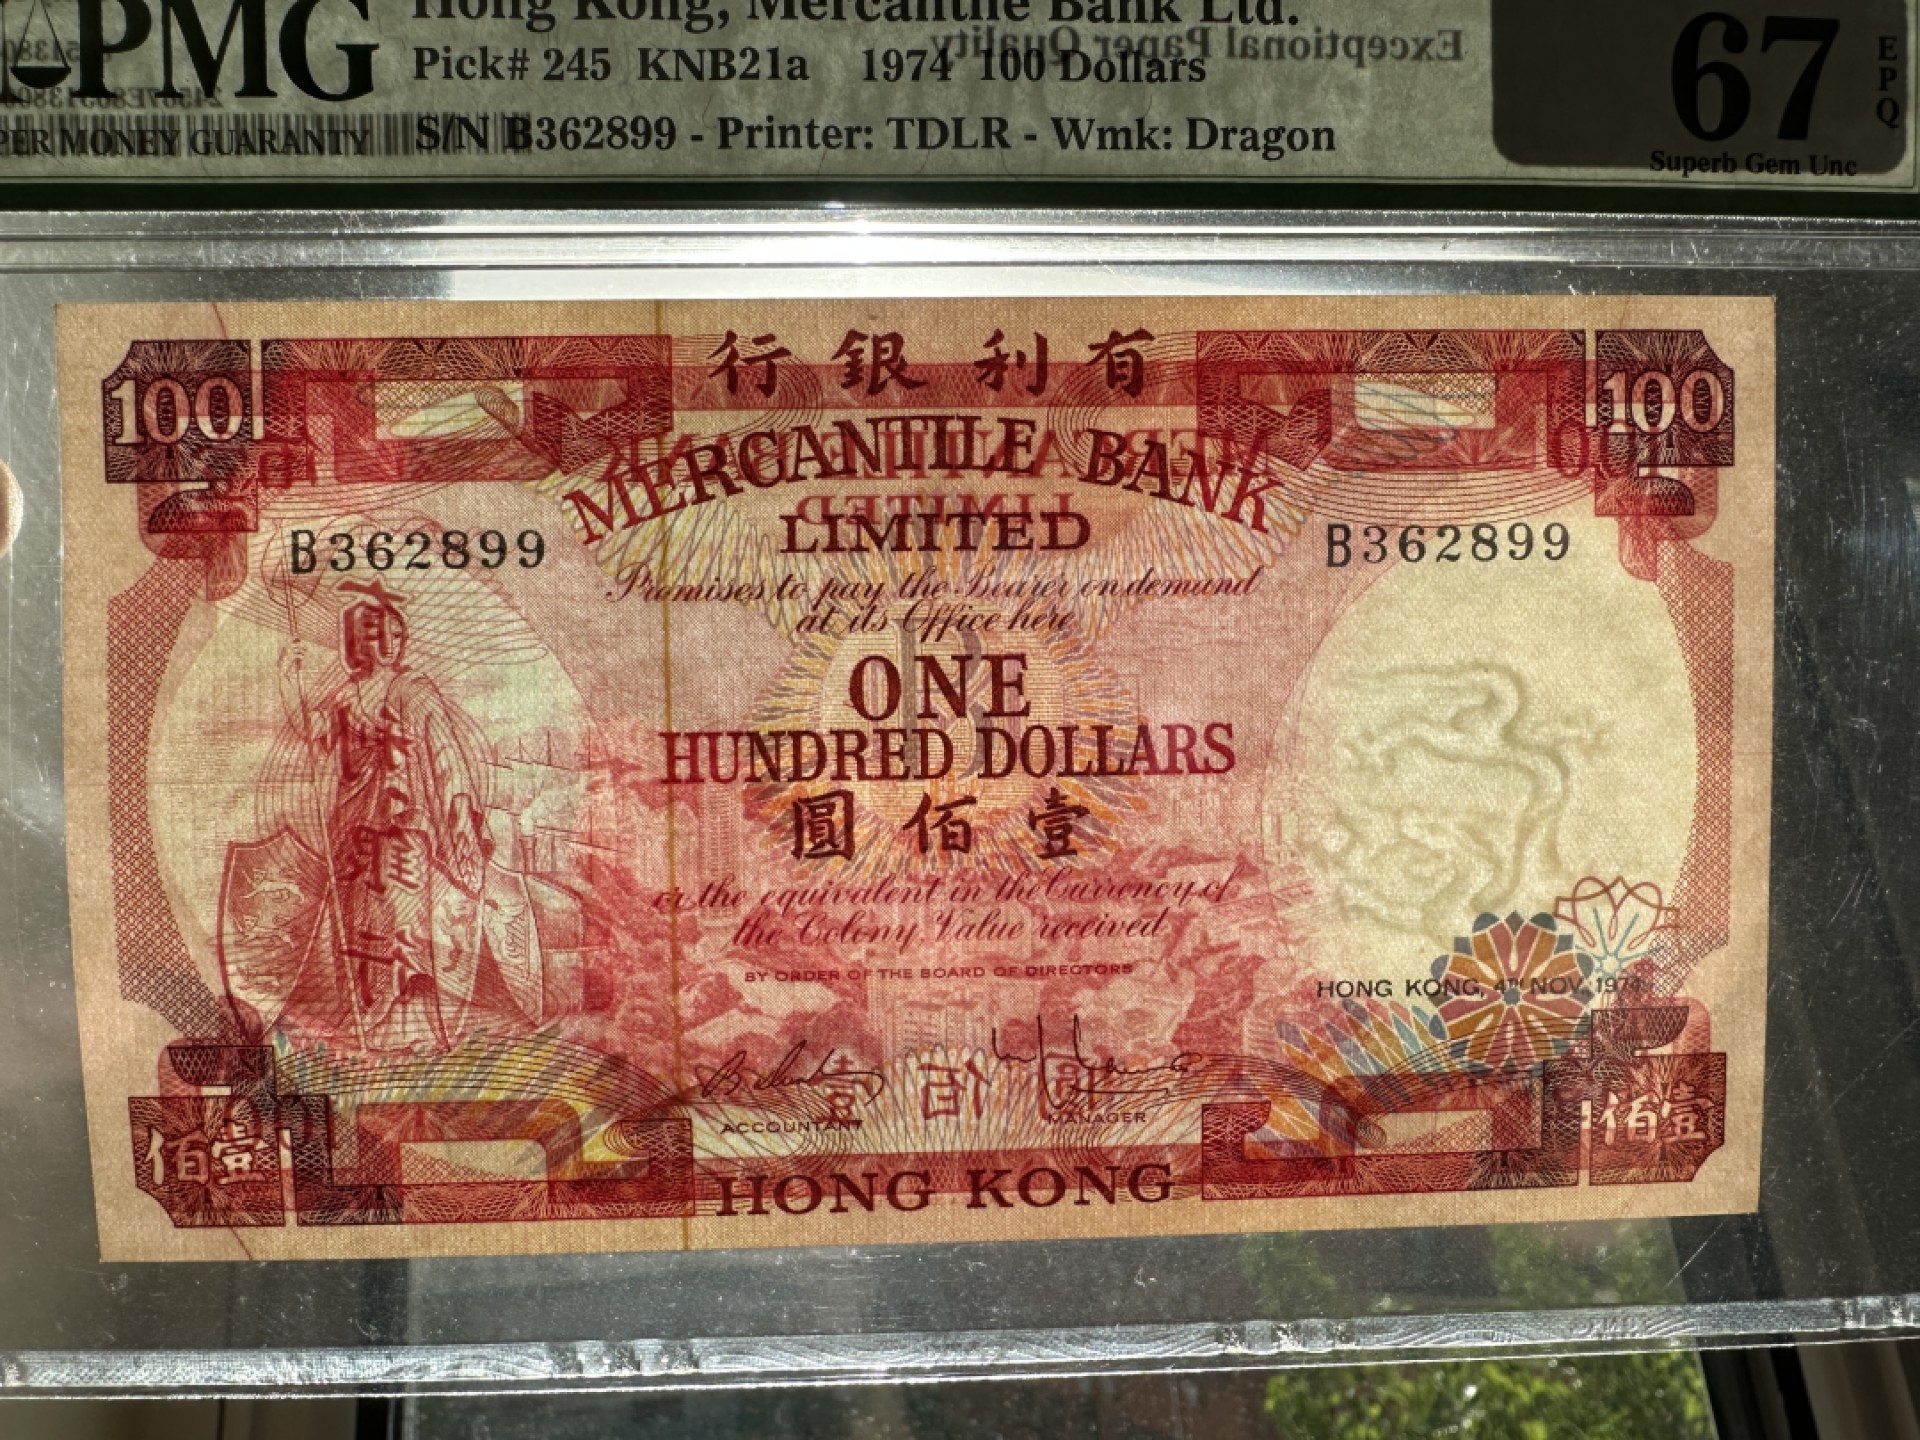 PMG
Hong Kong, Mercantile Bank Ltd.
Pick# 245 KNB21a 1974 100 Dollars
Exceptional Paper Quality
PER MONEY GUARANTY
S/N B362899 - Printer: TDLR - Wmk: Dragon
67
EPQ
Superb Gem Unc
行銀利有
100
100
MERCANTILE BANK
LIMITED
B362899
B362899
Promises to pay the Bearer on demand
at its Office here
ONE
HUNDRED DOLLARS
圓佰壹
or the equivalent in the Currency of
the Colony, Value received
BY ORDER OF THE BOARD OF DIRECTORS
HONG KONG, 4TH NOV. 1974
壹佰圓
ACCOUNTANT
MANAGER
佰壹
佰壹
HONG KONG